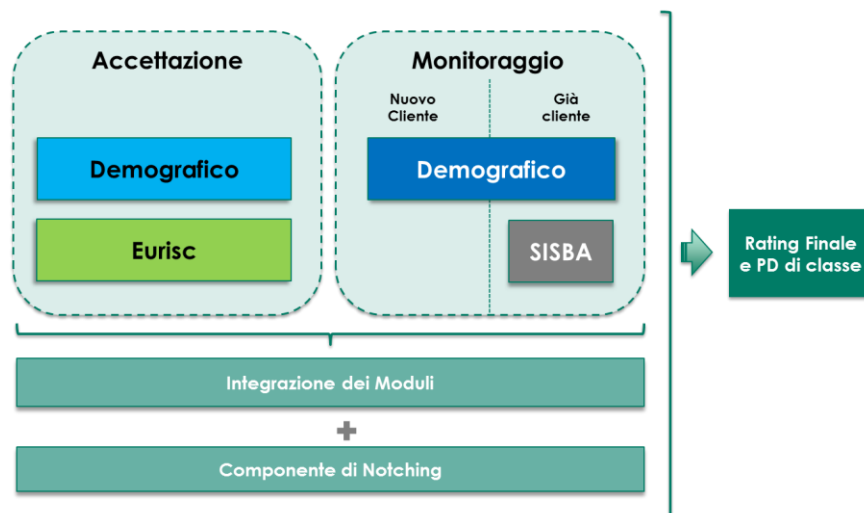 Accettazione
Monitoraggio
Nuovo
Cliente
Già
cliente
Demografico
Demografico
Eurisc
SISBA
Rating Finale
e PD di classe
Integrazione dei Moduli
+
Componente di Notching